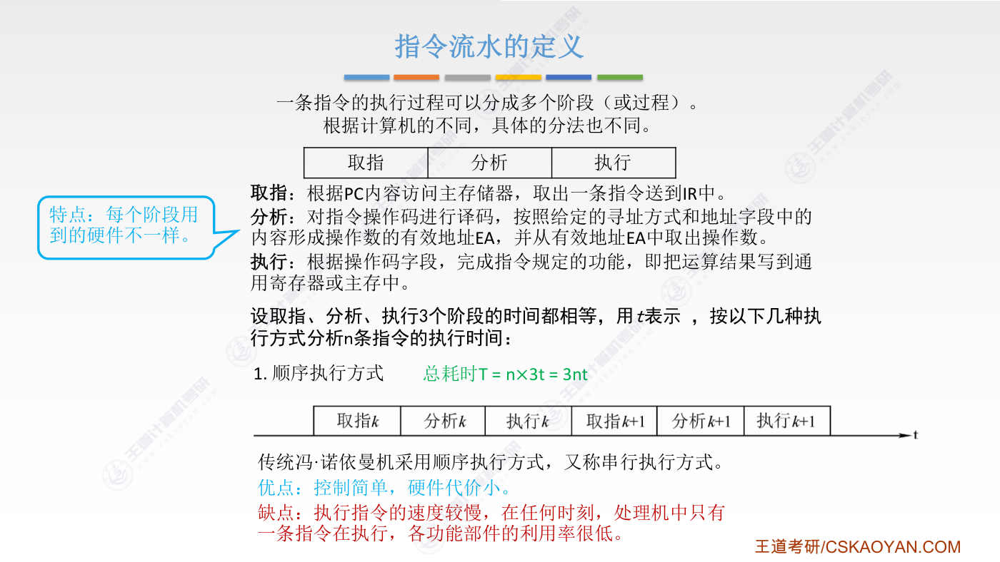 指令流水的定义
一条指令的执行过程可以分成多个阶段（或过程）。
根据计算机的不同，具体的分法也不同。
取指 分析 执行
取指：根据PC内容访问主存储器，取出一条指令送到IR中。
特点：每个阶段用
到的硬件不一样。
分析：对指令操作码进行译码，按照给定的寻址方式和地址字段中的
内容形成操作数的有效地址EA，并从有效地址EA中取出操作数。
执行：根据操作码字段，完成指令规定的功能，即把运算结果写到通
用寄存器或主存中。
设取指、分析、执行3个阶段的时间都相等，用t表示 ，按以下几种执
行方式分析n条指令的执行时间：
1. 顺序执行方式 总耗时T = n×3t = 3nt
取指k 分析k 执行k 取指k+1 分析k+1 执行k+1
t
传统冯·诺依曼机采用顺序执行方式，又称串行执行方式。
优点：控制简单，硬件代价小。
缺点：执行指令的速度较慢，在任何时刻，处理机中只有
一条指令在执行，各功能部件的利用率很低。
王道考研/CSKAOYAN.COM
王道计算机考研